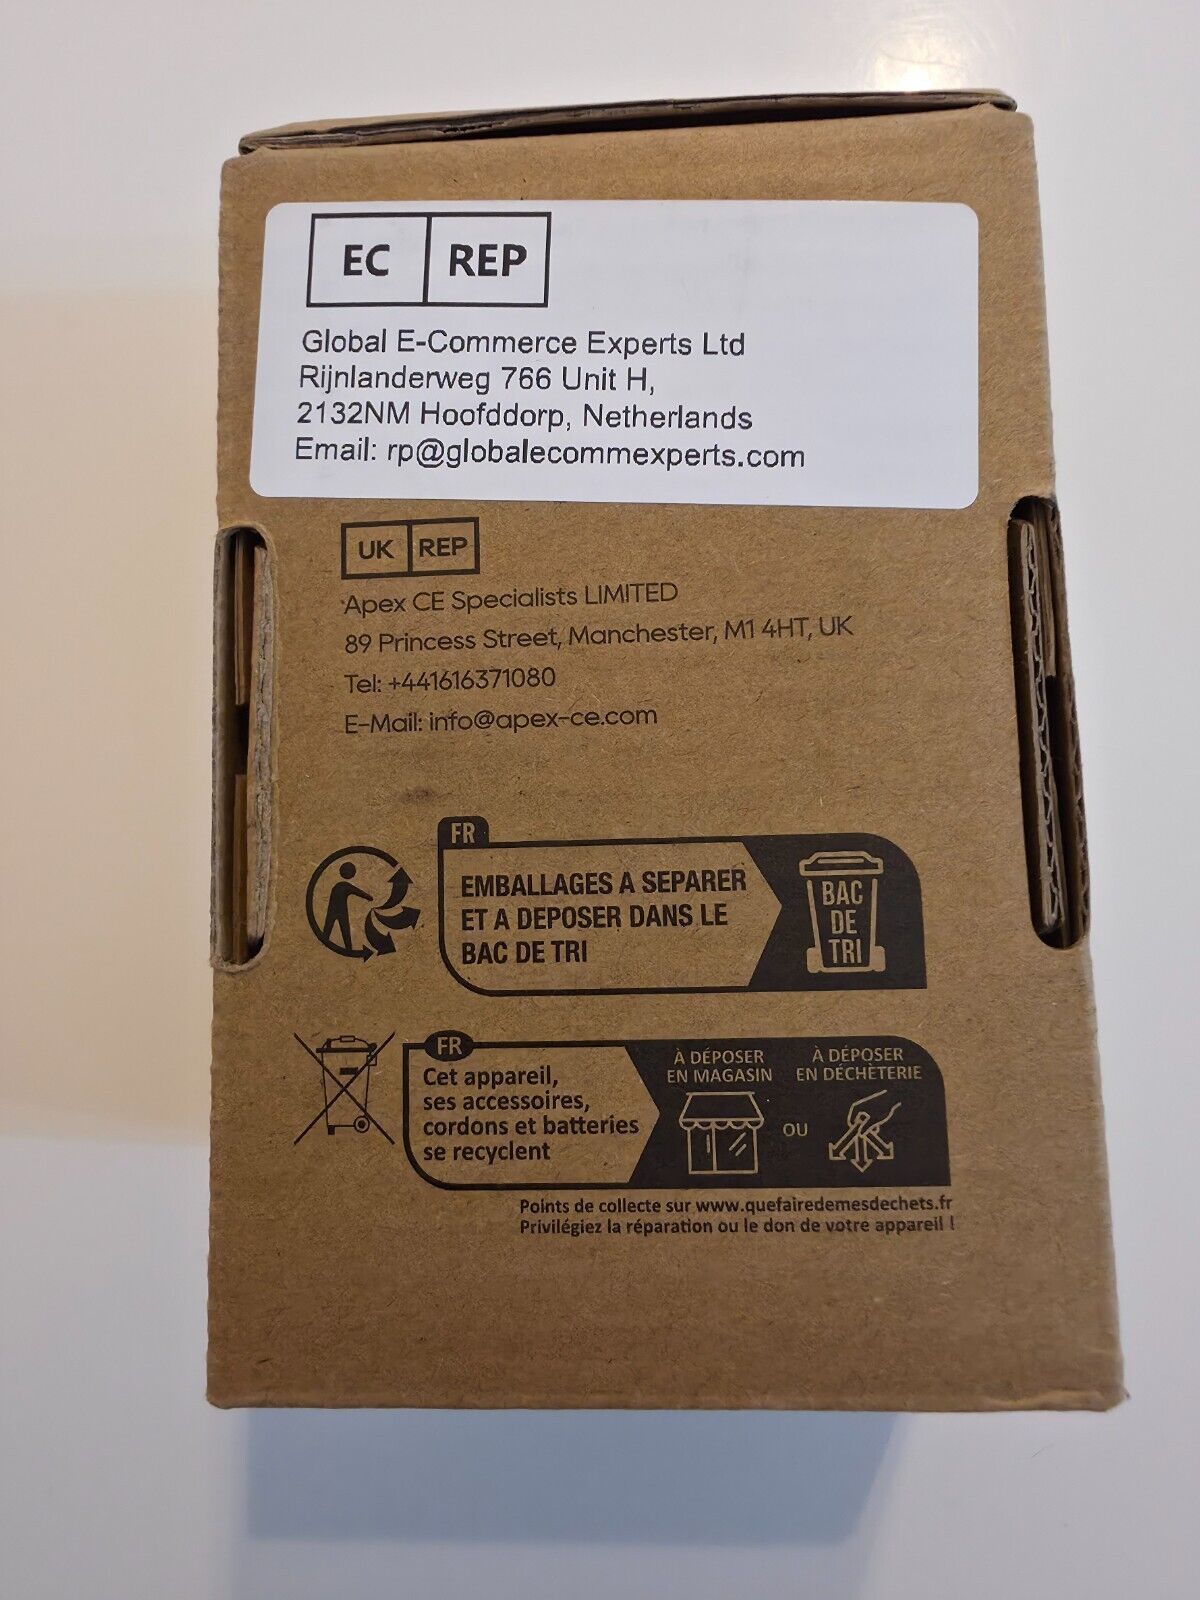 EC REP
Global E-Commerce Experts Ltd
Rijnlanderweg 766 Unit H,
2132NM Hoofddorp, Netherlands
Email: rp@globalecommexperts.com
UK REP
Apex CE Specialists LIMITED
89 Princess Street, Manchester, M1 4HT, UK
Tel: +441616371080
E-Mail: info@apex-ce.com
FR
EMBALLAGES A SEPARER
ET A DEPOSER DANS LE
BAC DE TRI
BAC
DE
TRI
FR
Cet appareil,
ses accessoires,
cordons et batteries
se recyclent
À DÉPOSER
EN MAGASIN
OU
À DÉPOSER
EN DÉCHÈTERIE
Points de collecte sur www.quefairedemesdechets.fr
Privilégiez la réparation ou le don de votre appareil !